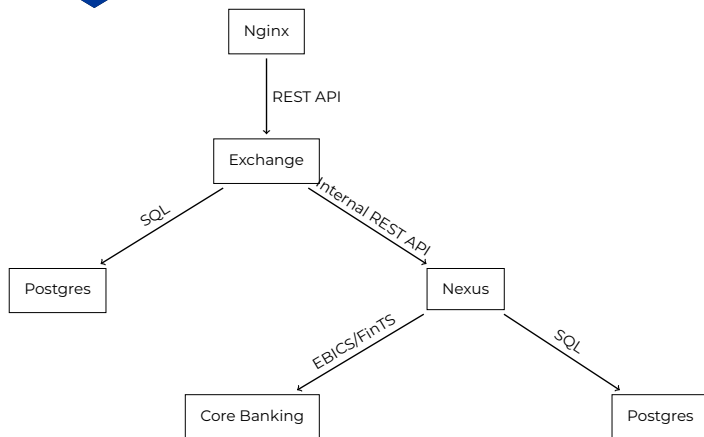 Nginx
REST API
Exchange
SQL
Internal REST API
Postgres
Nexus
EBICS/FinTS
SQL
Core Banking
Postgres